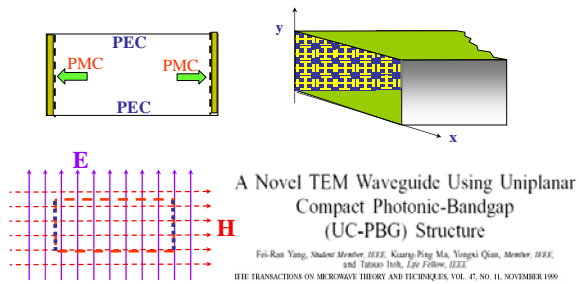 PEC
PMC
PMC
PEC
y
x
E
H
A Novel TEM Waveguide Using Uniplanar
Compact Photonic-Bandgap
(UC-PBG) Structure
Fei-Ran Yang, Student Member, IEEE, Kuang-Ping Ma, Yongxi Qian, Member, IEEE,
and Tatsuo Itoh, Life Fellow, IEEE
IEEE TRANSACTIONS ON MICROWAVE THEORY AND TECHNIQUES, VOL. 47, NO. 11, NOVEMBER 1999